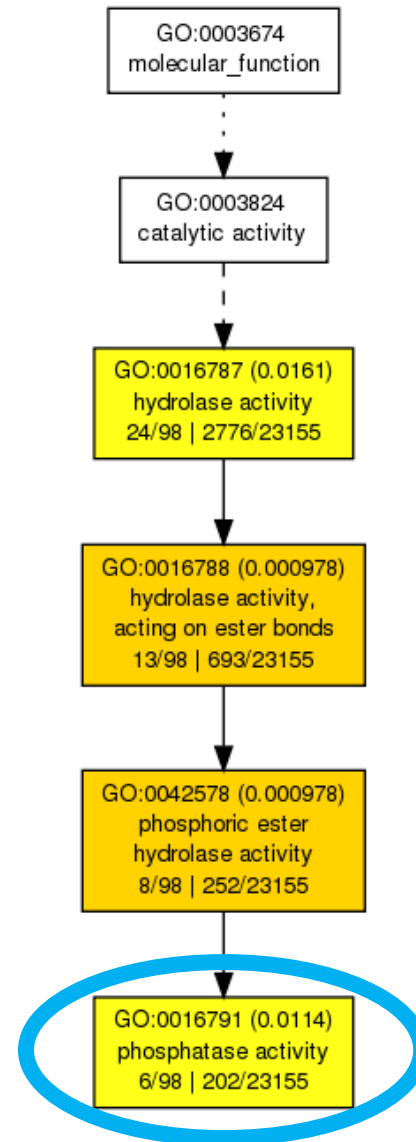 GO:0003674
molecular_function
GO:0003824
catalytic activity
GO:0016787 (0.0161)
hydrolase activity
24/98 | 2776/23155
GO:0016788 (0.000978)
hydrolase activity,
acting on ester bonds
13/98 | 693/23155
GO:0042578 (0.000978)
phosphoric ester
hydrolase activity
8/98 | 252/23155
GO:0016791 (0.0114)
phosphatase activity
6/98 | 202/23155